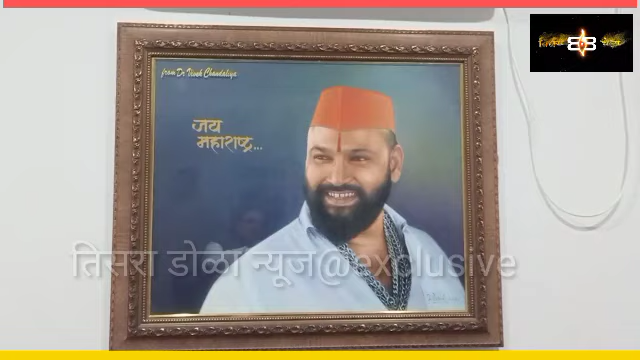 from Dr Vivek Chandaliya
जय
महाराष्ट्र...
तिसरा डोळा न्यूज@exclusive